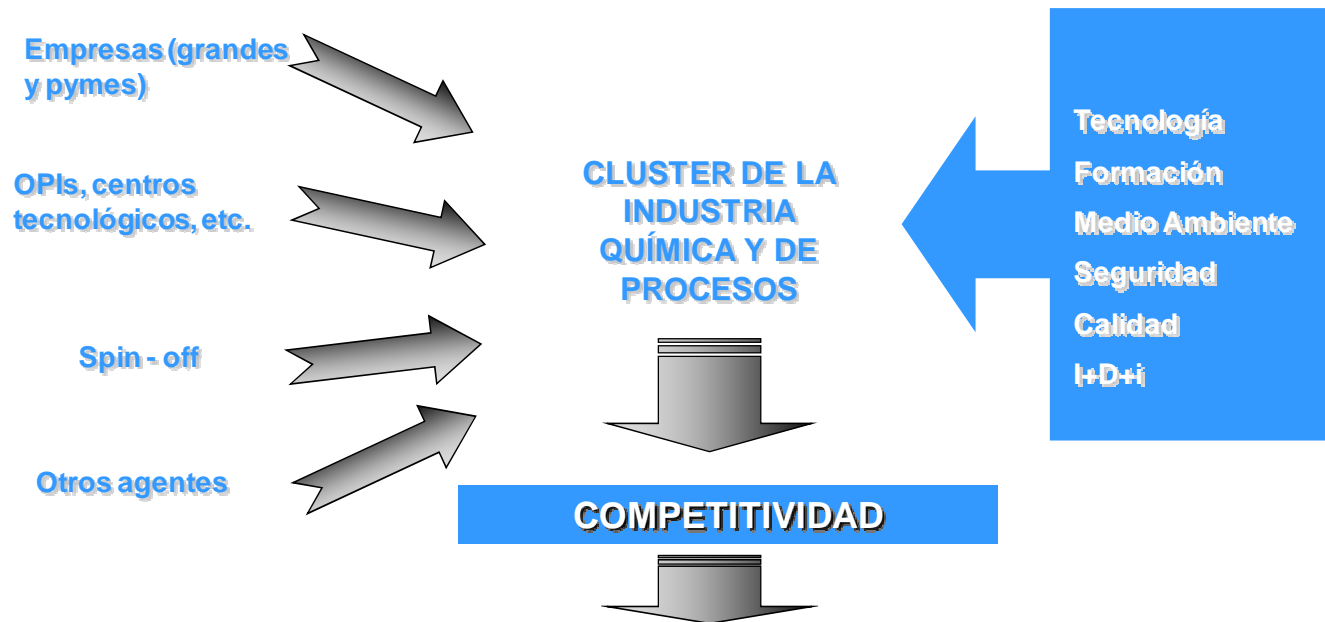 Empresas (grandes
y pymes)
OPIs, centros
tecnológicos, etc.
Spin - off
Otros agentes
CLUSTER DE LA
INDUSTRIA
QUÍMICA Y DE
PROCESOS
Tecnología
Formación
Medio Ambiente
Seguridad
Calidad
I+D+i
COMPETITIVIDAD